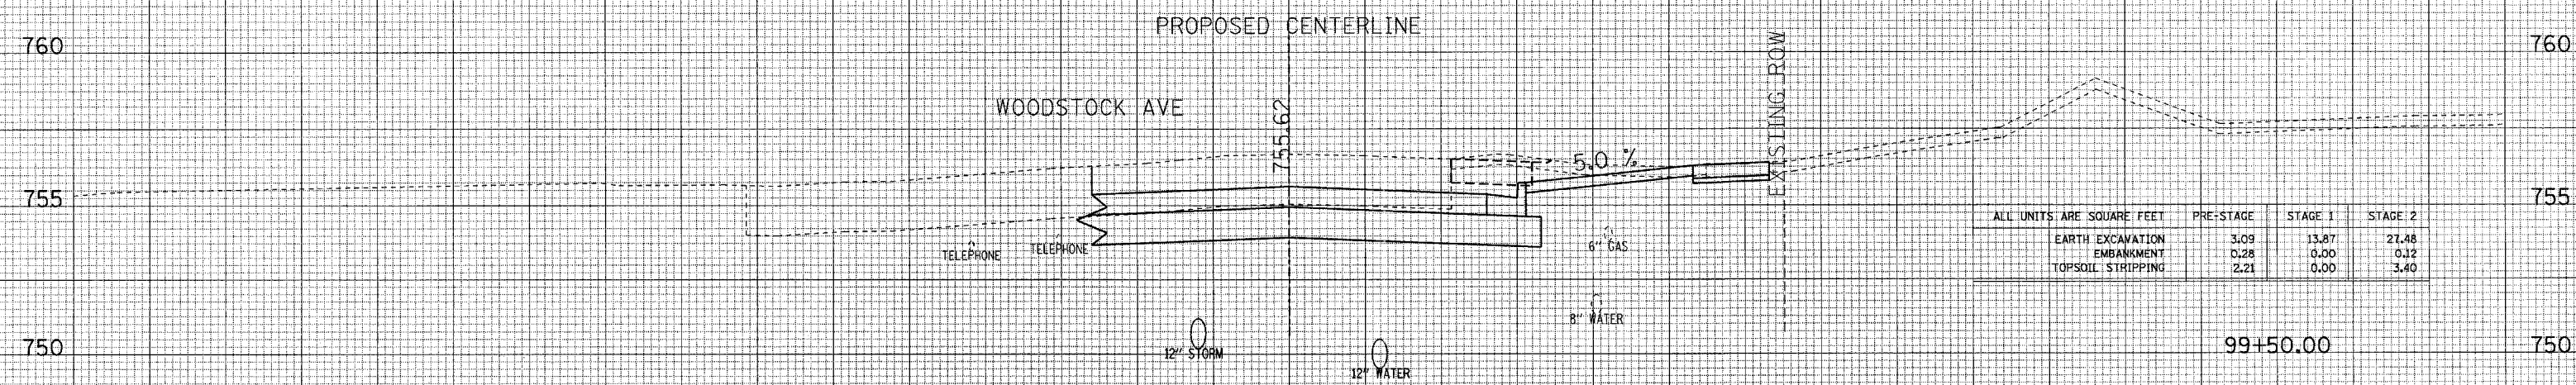 PROPOSED CENTERLINE
760
760
EXISTING ROW
WOODSTOCK AVE
755.62
5.0 %
755
755
ALL UNITS ARE SQUARE FEET PRE-STAGE STAGE 1 STAGE 2
EARTH EXCAVATION 3.09 13.87 27.48
EMBANKMENT 0.28 0.00 0.12
TOPSOIL STRIPPING 2.21 0.00 3.40
TELEPHONE
TELEPHONE
6" GAS
8" WATER
12" STORM
12" WATER
750
99+50.00
750